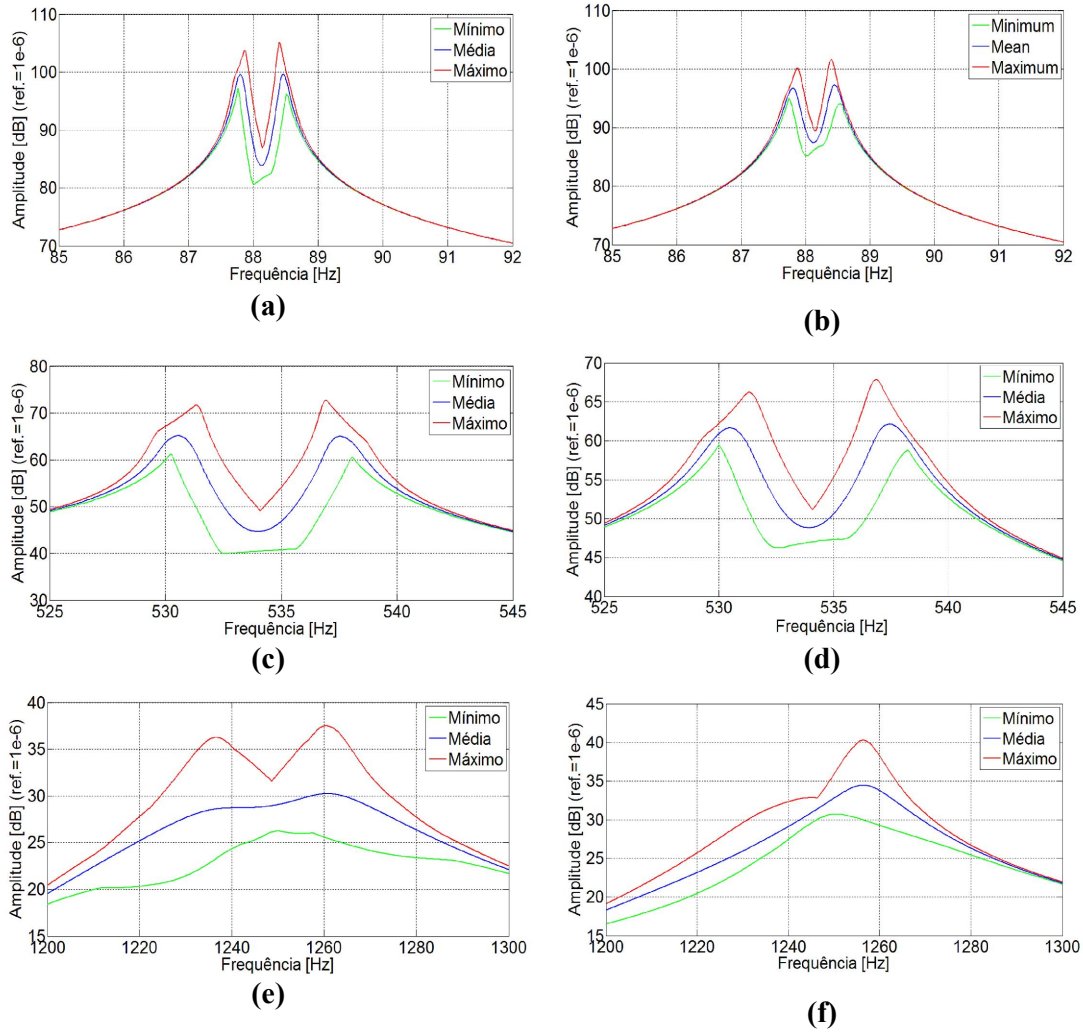 110
100
90
80
70
Amplitude [dB] (ref.=1e-6)
Mínimo
Média
Máximo
85 86 87 88 89 90 91 92
Frequência [Hz]
(a)
110
100
90
80
70
Amplitude [dB] (ref.=1e-6)
Minimum
Mean
Maximum
85 86 87 88 89 90 91 92
Frequência [Hz]
(b)
80
70
60
50
40
30
Amplitude [dB] (ref.=1e-6)
Mínimo
Média
Máximo
525 530 535 540 545
Frequência [Hz]
(c)
70
65
60
55
50
45
40
Amplitude [dB] (ref.=1e-6)
Mínimo
Média
Máximo
525 530 535 540 545
Frequência [Hz]
(d)
40
35
30
25
20
15
Amplitude [dB] (ref.=1e-6)
Mínimo
Média
Máximo
1200 1220 1240 1260 1280 1300
Frequência [Hz]
(e)
45
40
35
30
25
20
15
Amplitude [dB] (ref.=1e-6)
Mínimo
Média
Máximo
1200 1220 1240 1260 1280 1300
Frequência [Hz]
(f)